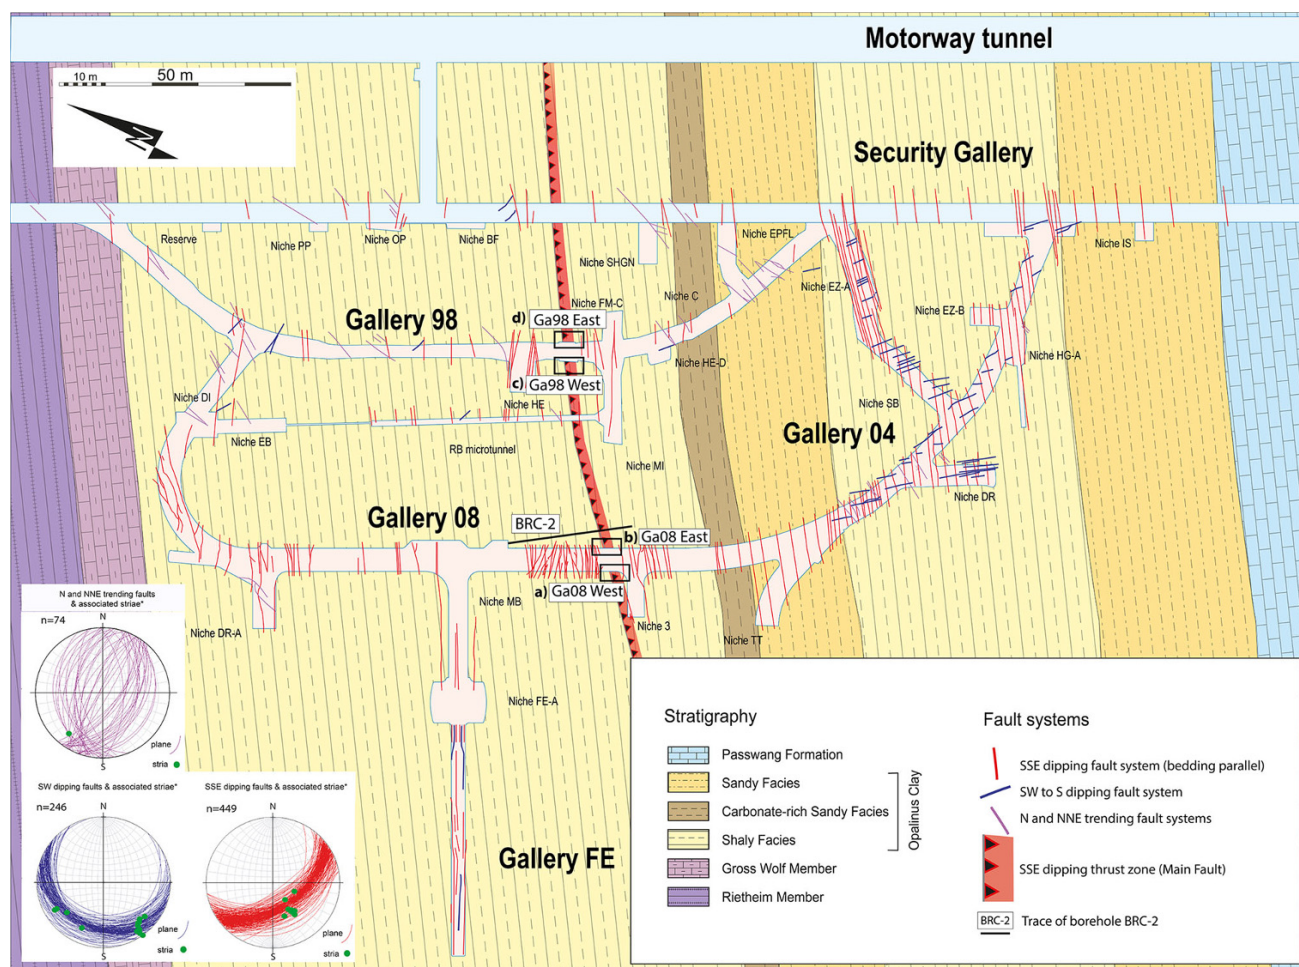 Motorway tunnel
10 m
50 m
N
Security Gallery
Reserve
Niche PP
Niche OP
Niche BF
Niche SHGN
Niche EPFL
Niche IS
Niche EZ-A
Niche C
Niche FM-C
Niche EZ-B
Gallery 98
d) Ga98 East
Niche HE-D
Niche HG-A
c) Ga98 West
Niche DI
Niche HE
Niche SB
Niche EB
RB microtunnel
Gallery 04
Niche MI
Niche DR
Gallery 08
BRC-2
b) Ga08 East
a) Ga08 West
Niche MB
Niche 3
Niche DR-A
Niche TT
Niche FE-A
Gallery FE
N and NNE trending faults
& associated striae*
n=74
N
S
plane
stria
SW dipping faults & associated striae*
n=246
N
S
plane
stria
SSE dipping faults & associated striae*
n=449
N
S
plane
stria
Stratigraphy
Passwang Formation
Sandy Facies
Carbonate-rich Sandy Facies
Shaly Facies
Opalinus Clay
Gross Wolf Member
Rietheim Member
Fault systems
SSE dipping fault system (bedding parallel)
SW to S dipping fault system
N and NNE trending fault systems
SSE dipping thrust zone (Main Fault)
BRC-2 Trace of borehole BRC-2